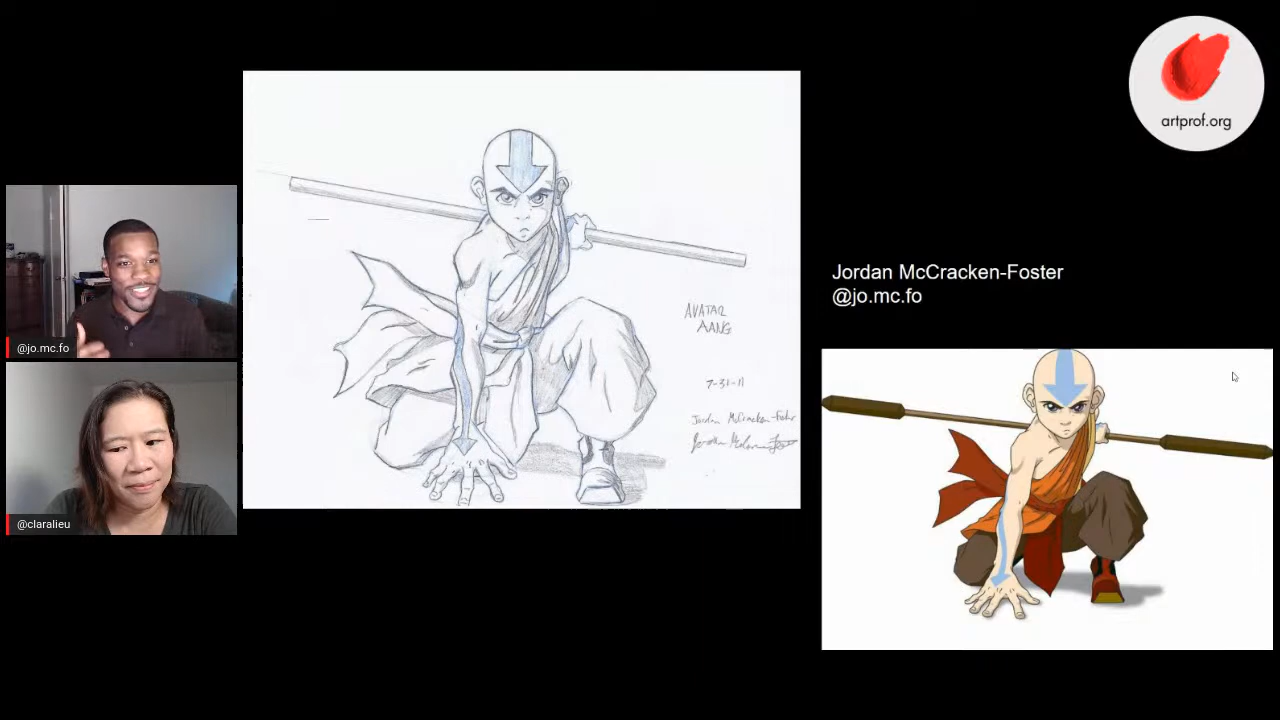 artprof.org
@jo.mc.fo
@claralieu
AVATAR
AANG
7-31-11
Jordan McCracken-Foster
Jordan McCracken-Foster
@jo.mc.fo